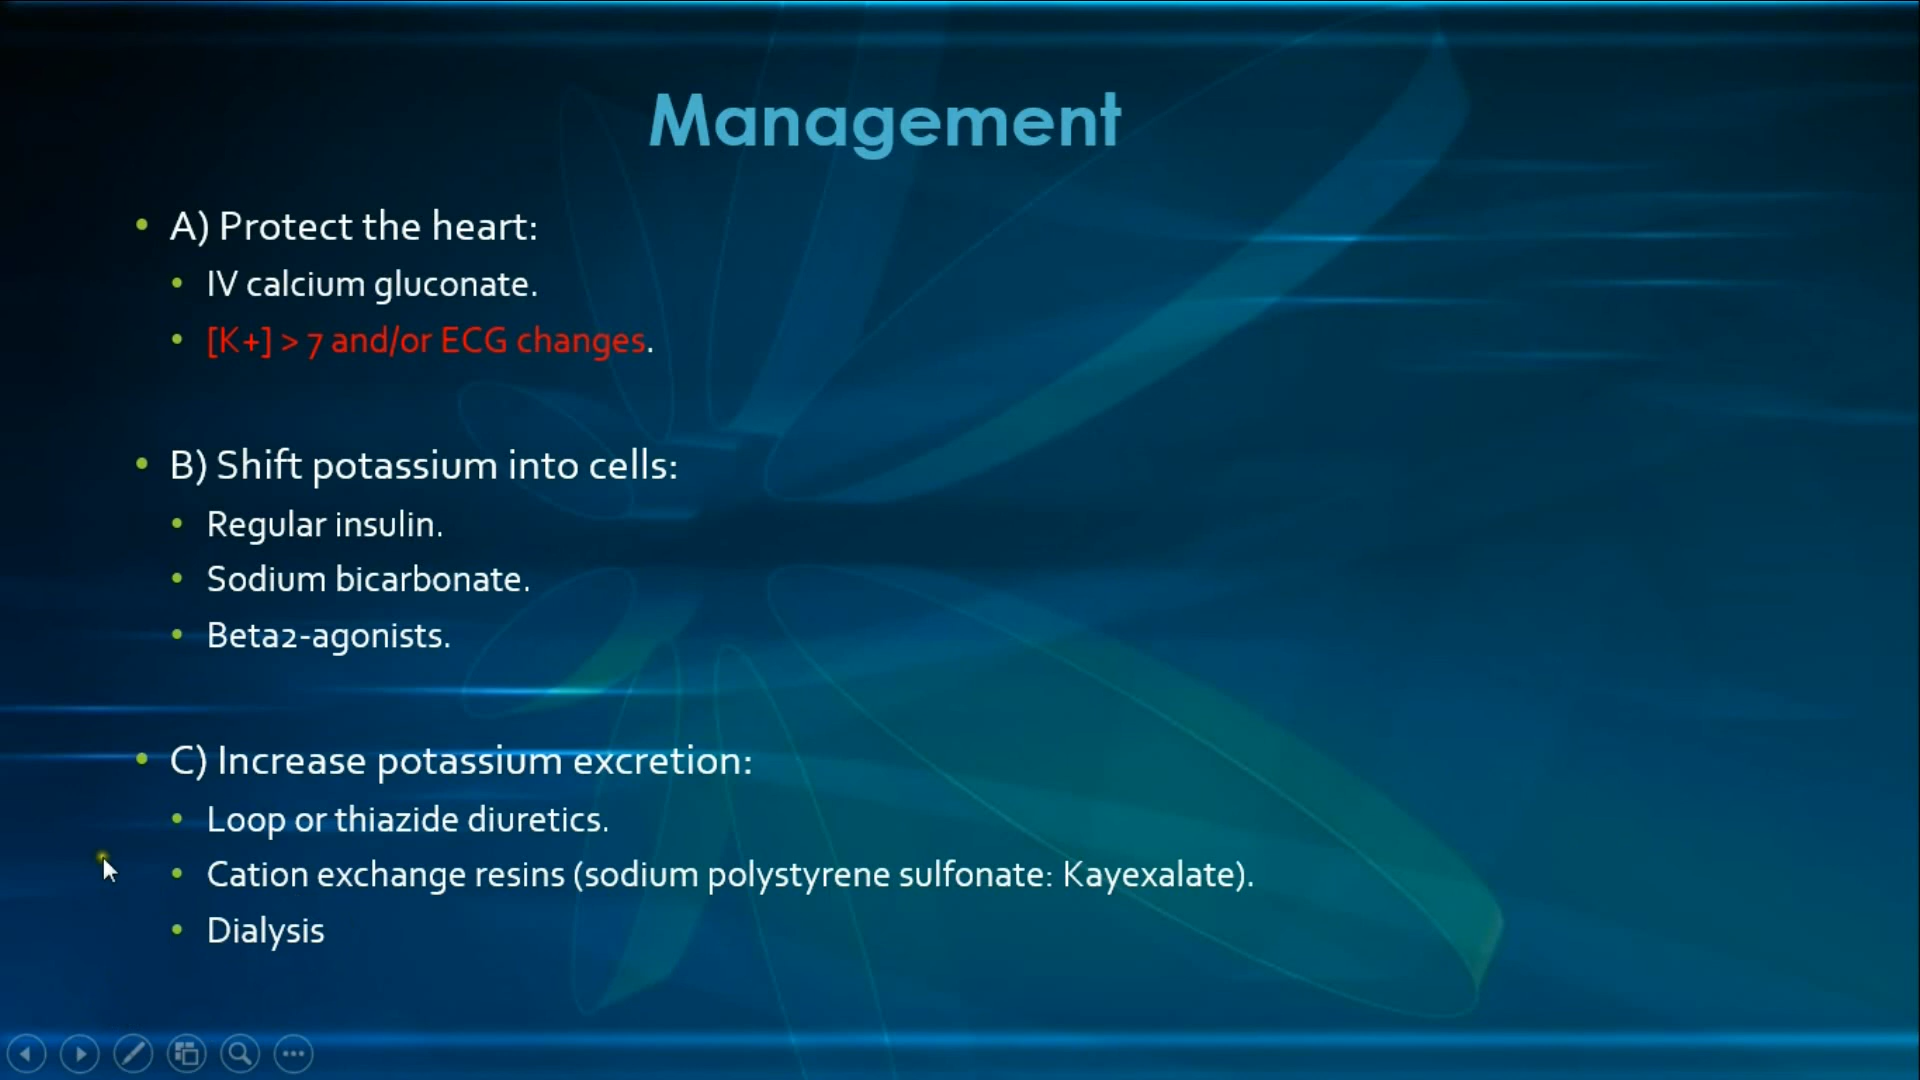 Management
• A) Protect the heart:
• IV calcium gluconate.
• [K+] > 7 and/or ECG changes.
• B) Shift potassium into cells:
• Regular insulin.
• Sodium bicarbonate.
• Beta2-agonists.
• C) Increase potassium excretion:
• Loop or thiazide diuretics.
• Cation exchange resins (sodium polystyrene sulfonate: Kayexalate).
• Dialysis